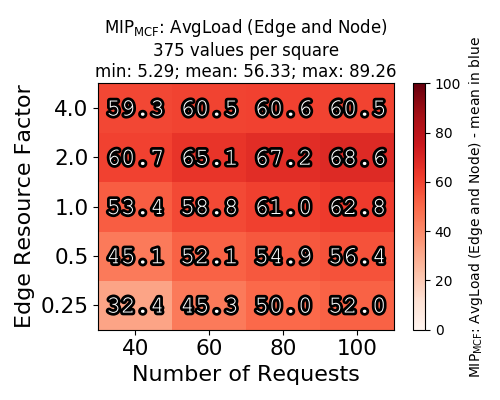 MIP_MCF: AvgLoad (Edge and Node)
375 values per square
min: 5.29; mean: 56.33; max: 89.26
Edge Resource Factor
4.0 59.3 60.5 60.6 60.5
2.0 60.7 65.1 67.2 68.6
1.0 53.4 58.8 61.0 62.8
0.5 45.1 52.1 54.9 56.4
0.25 32.4 45.3 50.0 52.0
40 60 80 100
Number of Requests
100
80
60
40
20
0
MIP_MCF: AvgLoad (Edge and Node) - mean in blue